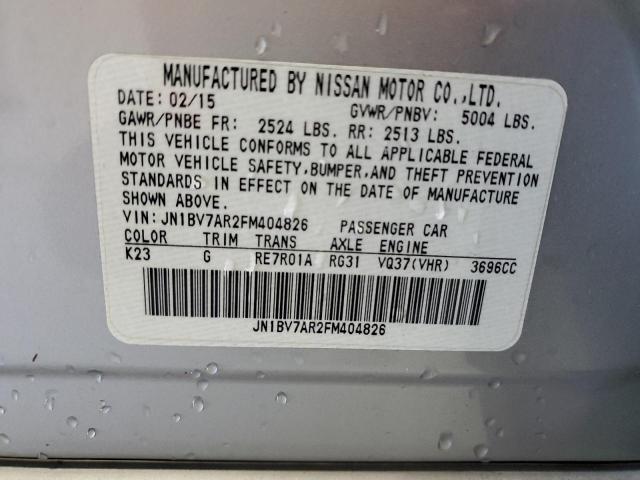 MANUFACTURED BY NISSAN MOTOR CO.,LTD.
DATE: 02/15 GVWR/PNBV: 5004 LBS.
GAWR/PNBE FR: 2524 LBS. RR: 2513 LBS.
THIS VEHICLE CONFORMS TO ALL APPLICABLE FEDERAL
MOTOR VEHICLE SAFETY,BUMPER,AND THEFT PREVENTION
STANDARDS IN EFFECT ON THE DATE OF MANUFACTURE
SHOWN ABOVE.
VIN: JN1BV7AR2FM404826 PASSENGER CAR
COLOR TRIM TRANS AXLE ENGINE
K23 G RE7R01A RG31 VQ37(VHR) 3696CC
JN1BV7AR2FM404826